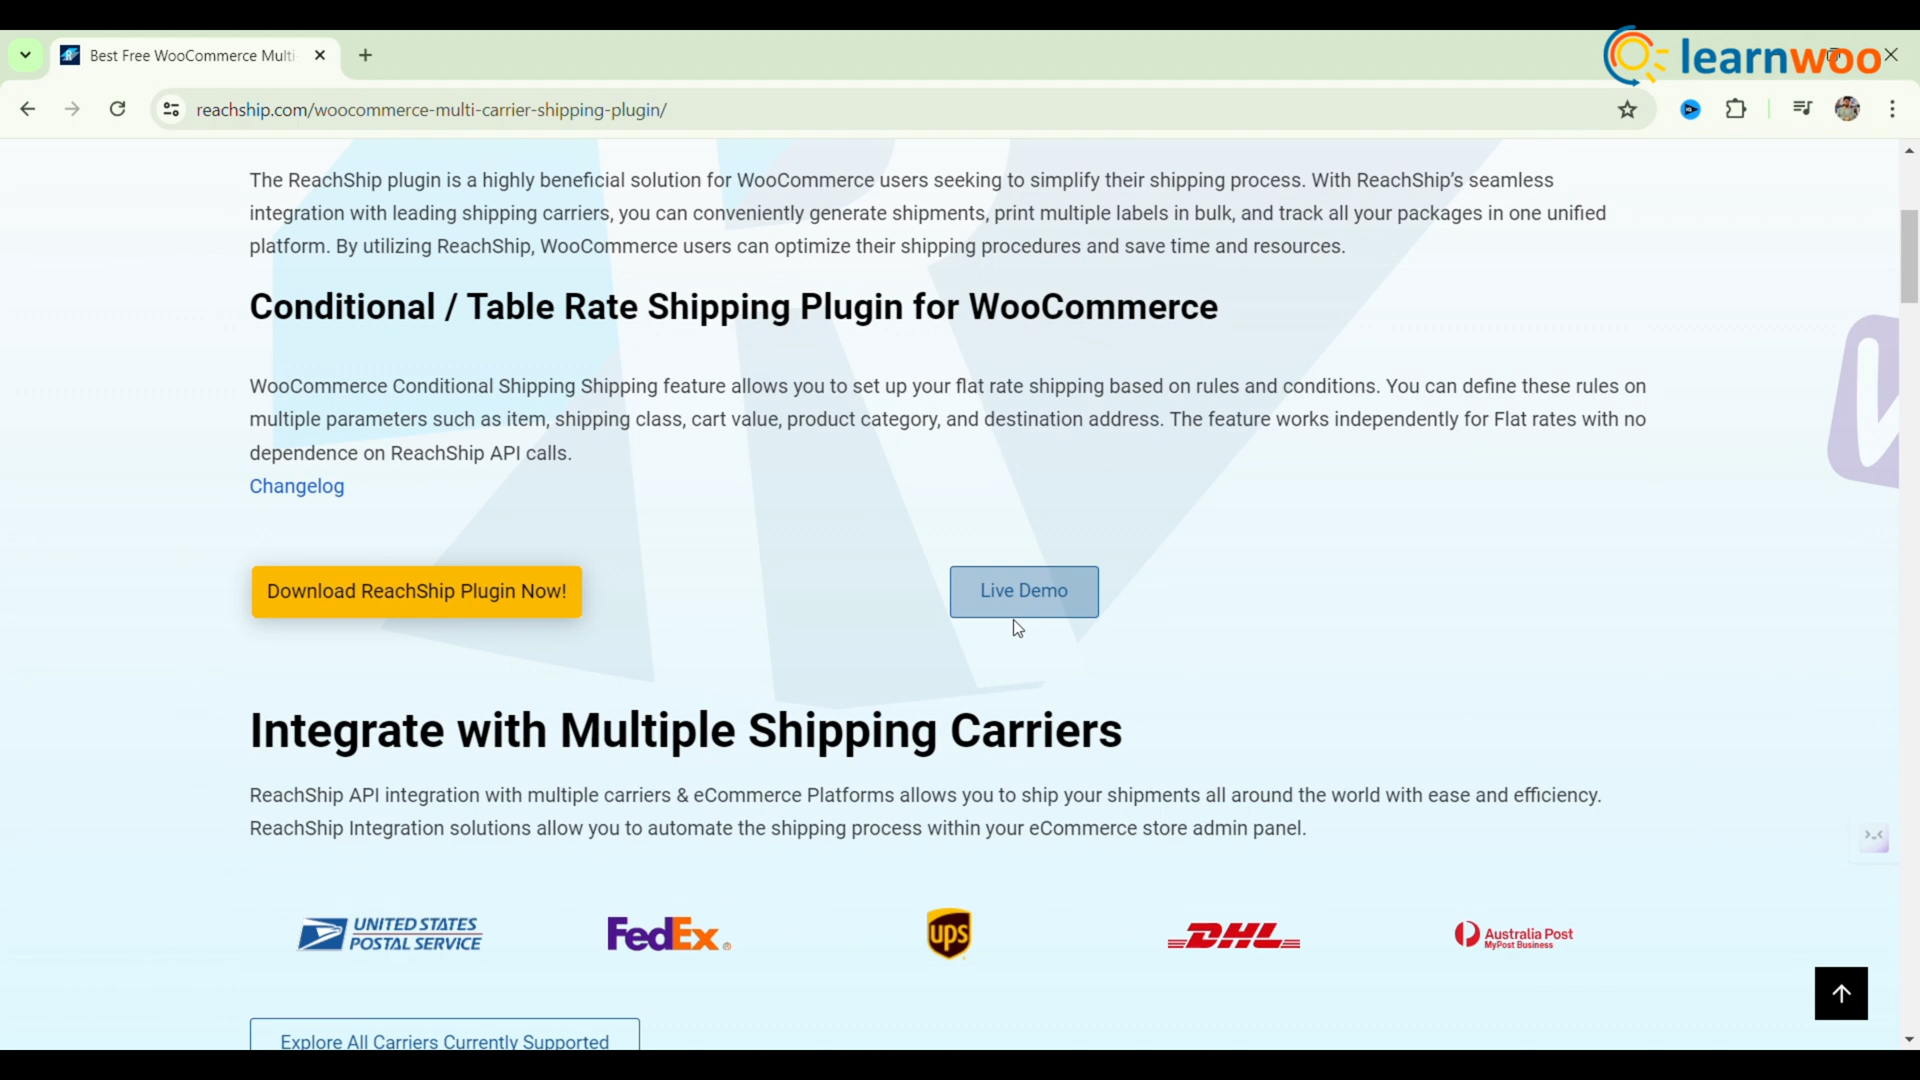 Best Free WooCommerce Multi
learnwoo
reachship.com/woocommerce-multi-carrier-shipping-plugin/
The ReachShip plugin is a highly beneficial solution for WooCommerce users seeking to simplify their shipping process. With ReachShip’s seamless
integration with leading shipping carriers, you can conveniently generate shipments, print multiple labels in bulk, and track all your packages in one unified
platform. By utilizing ReachShip, WooCommerce users can optimize their shipping procedures and save time and resources.
Conditional / Table Rate Shipping Plugin for WooCommerce
WooCommerce Conditional Shipping Shipping feature allows you to set up your flat rate shipping based on rules and conditions. You can define these rules on
multiple parameters such as item, shipping class, cart value, product category, and destination address. The feature works independently for Flat rates with no
dependence on ReachShip API calls.
Changelog
Download ReachShip Plugin Now!
Live Demo
Integrate with Multiple Shipping Carriers
ReachShip API integration with multiple carriers & eCommerce Platforms allows you to ship your shipments all around the world with ease and efficiency.
ReachShip Integration solutions allow you to automate the shipping process within your eCommerce store admin panel.
UNITED STATES
POSTAL SERVICE
FedEx®
ups
DHL
Australia Post
MyPost Business
Explore All Carriers Currently Supported